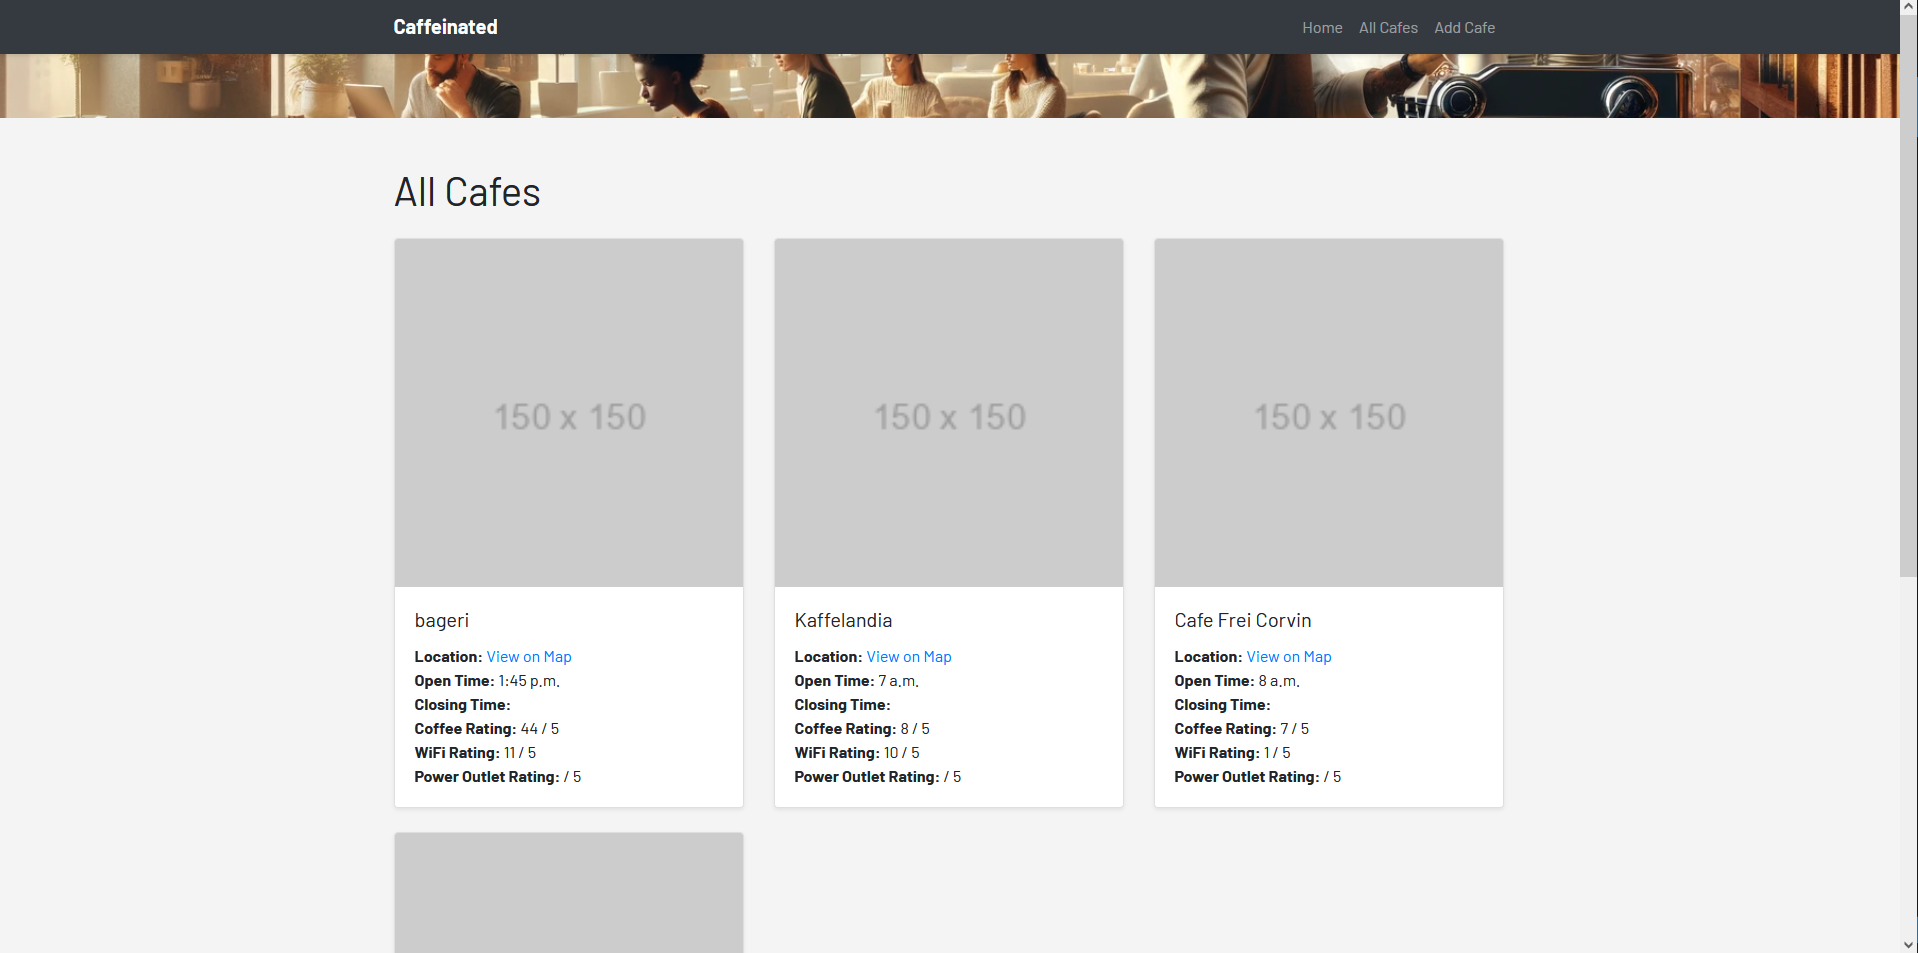 Caffeinated
Home All Cafes Add Cafe
All Cafes
150 x 150
150 x 150
150 x 150
bageri
Location: View on Map
Open Time: 1:45 p.m.
Closing Time:
Coffee Rating: 44 / 5
WiFi Rating: 11 / 5
Power Outlet Rating: / 5
Kaffelandia
Location: View on Map
Open Time: 7 a.m.
Closing Time:
Coffee Rating: 8 / 5
WiFi Rating: 10 / 5
Power Outlet Rating: / 5
Cafe Frei Corvin
Location: View on Map
Open Time: 8 a.m.
Closing Time:
Coffee Rating: 7 / 5
WiFi Rating: 1 / 5
Power Outlet Rating: / 5